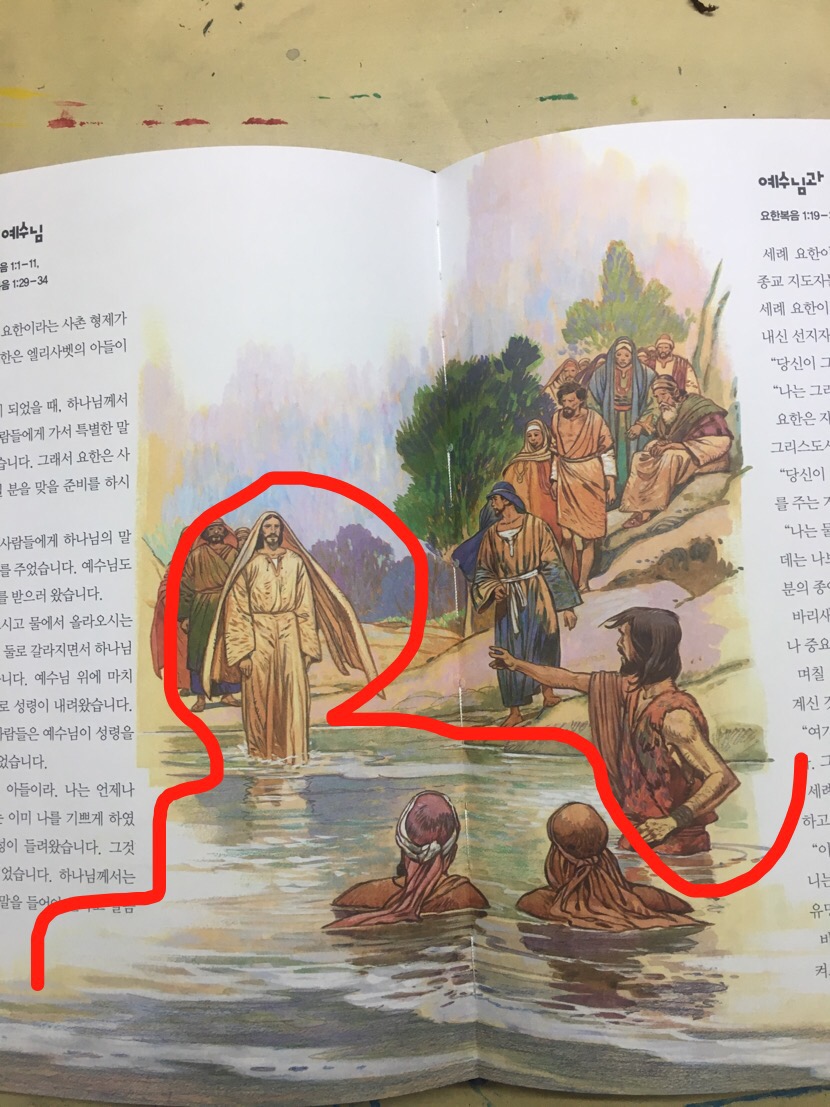 예수님
음 1:1-11,
음 1:29-34
요한이라는 사촌 형제가
한은 엘리사벳의 아들이
되었을 때, 하나님께서
람들에게 가서 특별한 말
습니다. 그래서 요한은 사
분을 맞을 준비를 하시
사람들에게 하나님의 말
를 주었습니다. 예수님도
를 받으러 왔습니다.
시고 물에서 올라오시는
둘로 갈라지면서 하나님
니다. 예수님 위에 마치
로 성령이 내려왔습니다.
사람들은 예수님이 성령을
었습니다.
아들이라. 나는 언제나
는 이미 나를 기쁘게 하였
성이 들려왔습니다. 그것
었습니다. 하나님께서는
말을 들어야
예수님과
요한복음 1:19-
세례 요한이
종교 지도자
세례 요한이
내신 선지자
"당신이 그
"나는 그리
요한은 자
그리스도
"당신이
를 주는
"나는 물
데는 나보
분의 종이
바리새
나 중요
며칠
계신 것
"여기
그
세례
하고
"이
니는
유
비
켜